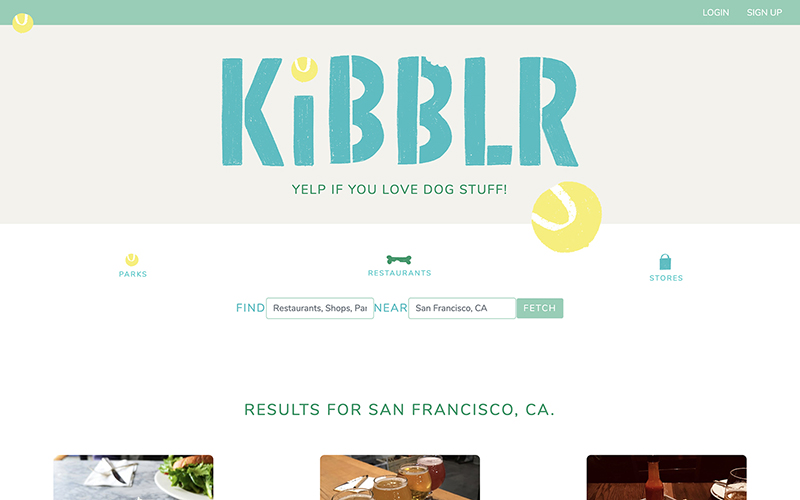 LOGIN SIGN UP
KiBBLR
YELP IF YOU LOVE DOG STUFF!
PARKS
RESTAURANTS
STORES
FIND Restaurants, Shops, Par NEAR San Francisco, CA FETCH
RESULTS FOR SAN FRANCISCO, CA.